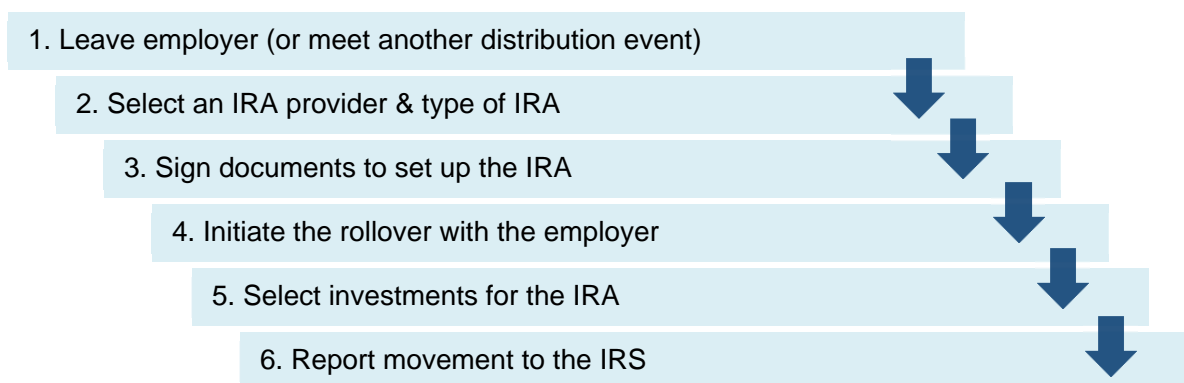 1. Leave employer (or meet another distribution event)
2. Select an IRA provider & type of IRA
3. Sign documents to set up the IRA
4. Initiate the rollover with the employer
5. Select investments for the IRA
6. Report movement to the IRS